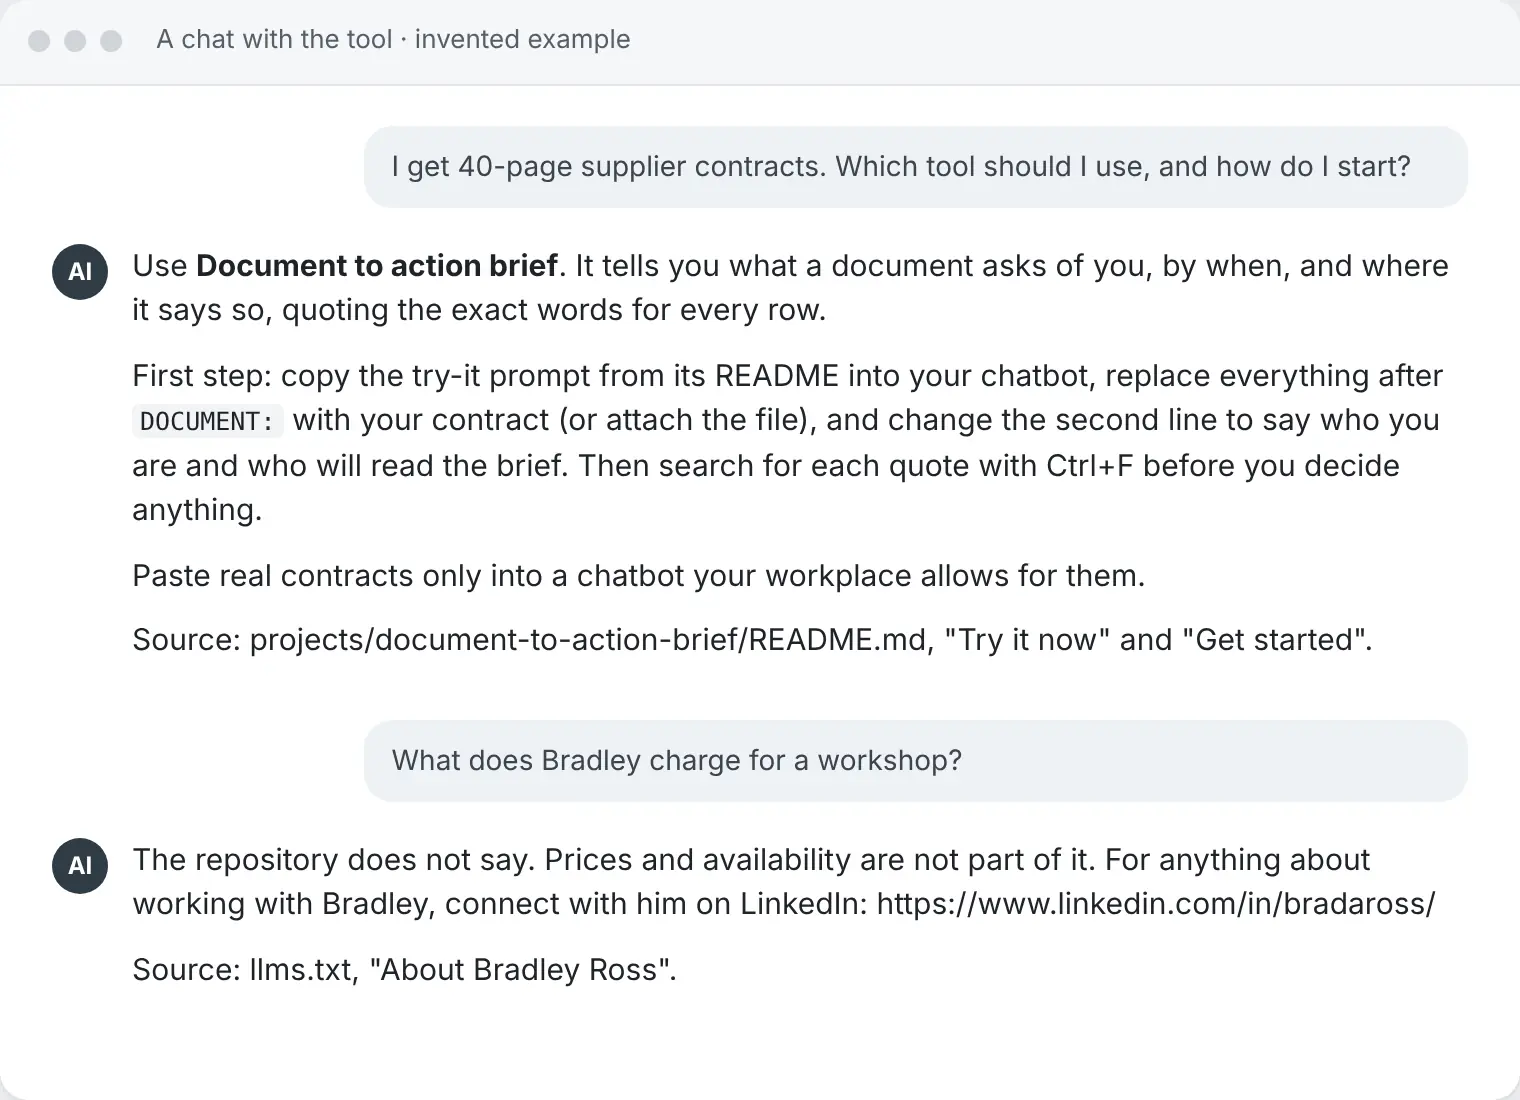 A chat with the tool · invented example
I get 40-page supplier contracts. Which tool should I use, and how do I start?
AI
Use Document to action brief. It tells you what a document asks of you, by when, and where
it says so, quoting the exact words for every row.
First step: copy the try-it prompt from its README into your chatbot, replace everything after
DOCUMENT: with your contract (or attach the file), and change the second line to say who you
are and who will read the brief. Then search for each quote with Ctrl+F before you decide
anything.
Paste real contracts only into a chatbot your workplace allows for them.
Source: projects/document-to-action-brief/README.md, "Try it now" and "Get started".
What does Bradley charge for a workshop?
AI
The repository does not say. Prices and availability are not part of it. For anything about
working with Bradley, connect with him on LinkedIn: https://www.linkedin.com/in/bradaross/
Source: llms.txt, "About Bradley Ross".